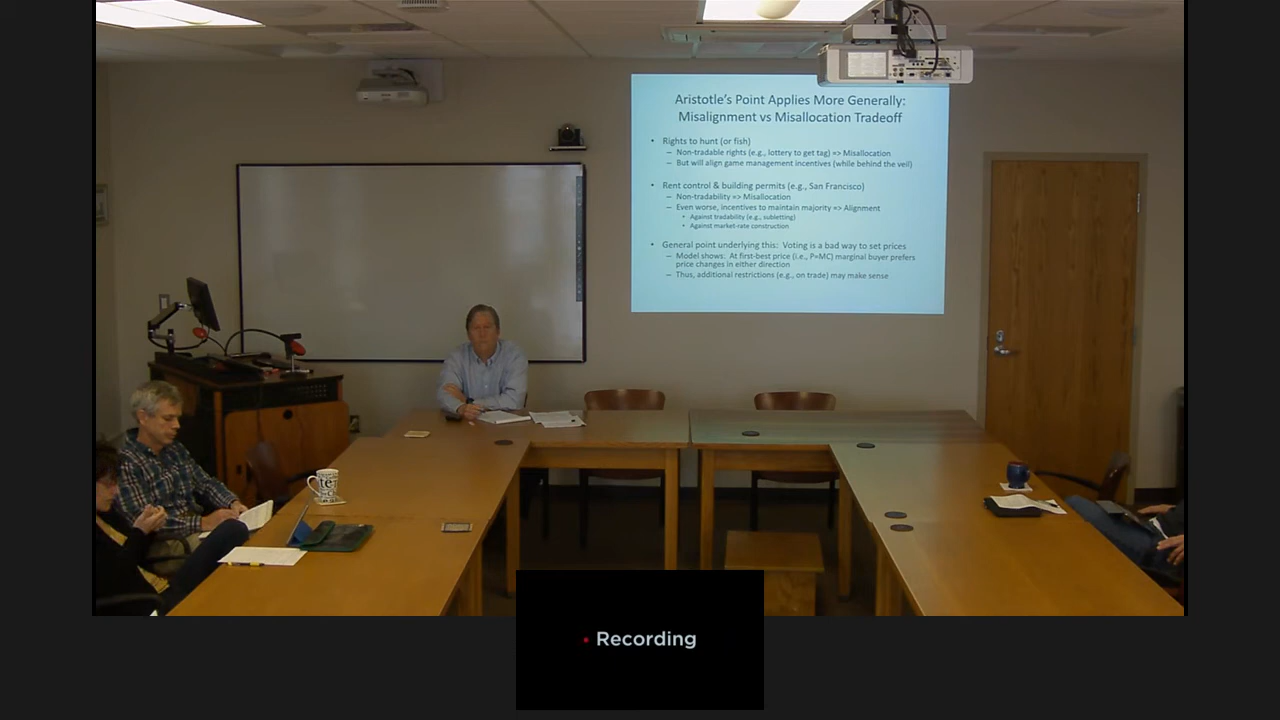 Aristotle's Point Applies More Generally:
Misalignment vs Misallocation Tradeoff
• Rights to hunt (or fish)
– Non-tradable rights (e.g., lottery to get tag) => Misallocation
– But will align game management incentives (while behind the veil)
• Rent control & building permits (e.g., San Francisco)
– Non-tradability => Misallocation
– Even worse, incentives to maintain majority => Alignment
• Against tradability (e.g., subletting)
• Against market-rate construction
• General point underlying this: Voting is a bad way to set prices
– Model shows: At first-best price (i.e., P=MC) marginal buyer prefers
price changes in either direction
– Thus, additional restrictions (e.g., on trade) may make sense
Recording